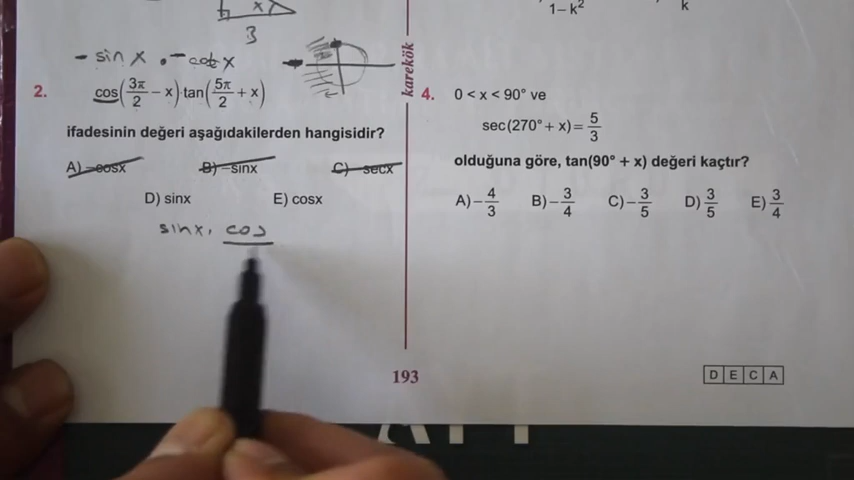 3
1–k²
k
- sin x . - cot x
karekök
2. cos(3π/2 – x)·tan(5π/2 + x)
ifadesinin değeri aşağıdakilerden hangisidir?
A) –cosx B) –sinx C) secx
D) sinx E) cosx
sinx, cos
4. 0 < x < 90° ve
sec(270° + x) = 5/3
olduğuna göre, tan(90° + x) değeri kaçtır?
A) –4/3 B) –3/4 C) –3/5 D) 3/5 E) 3/4
193
D E C A